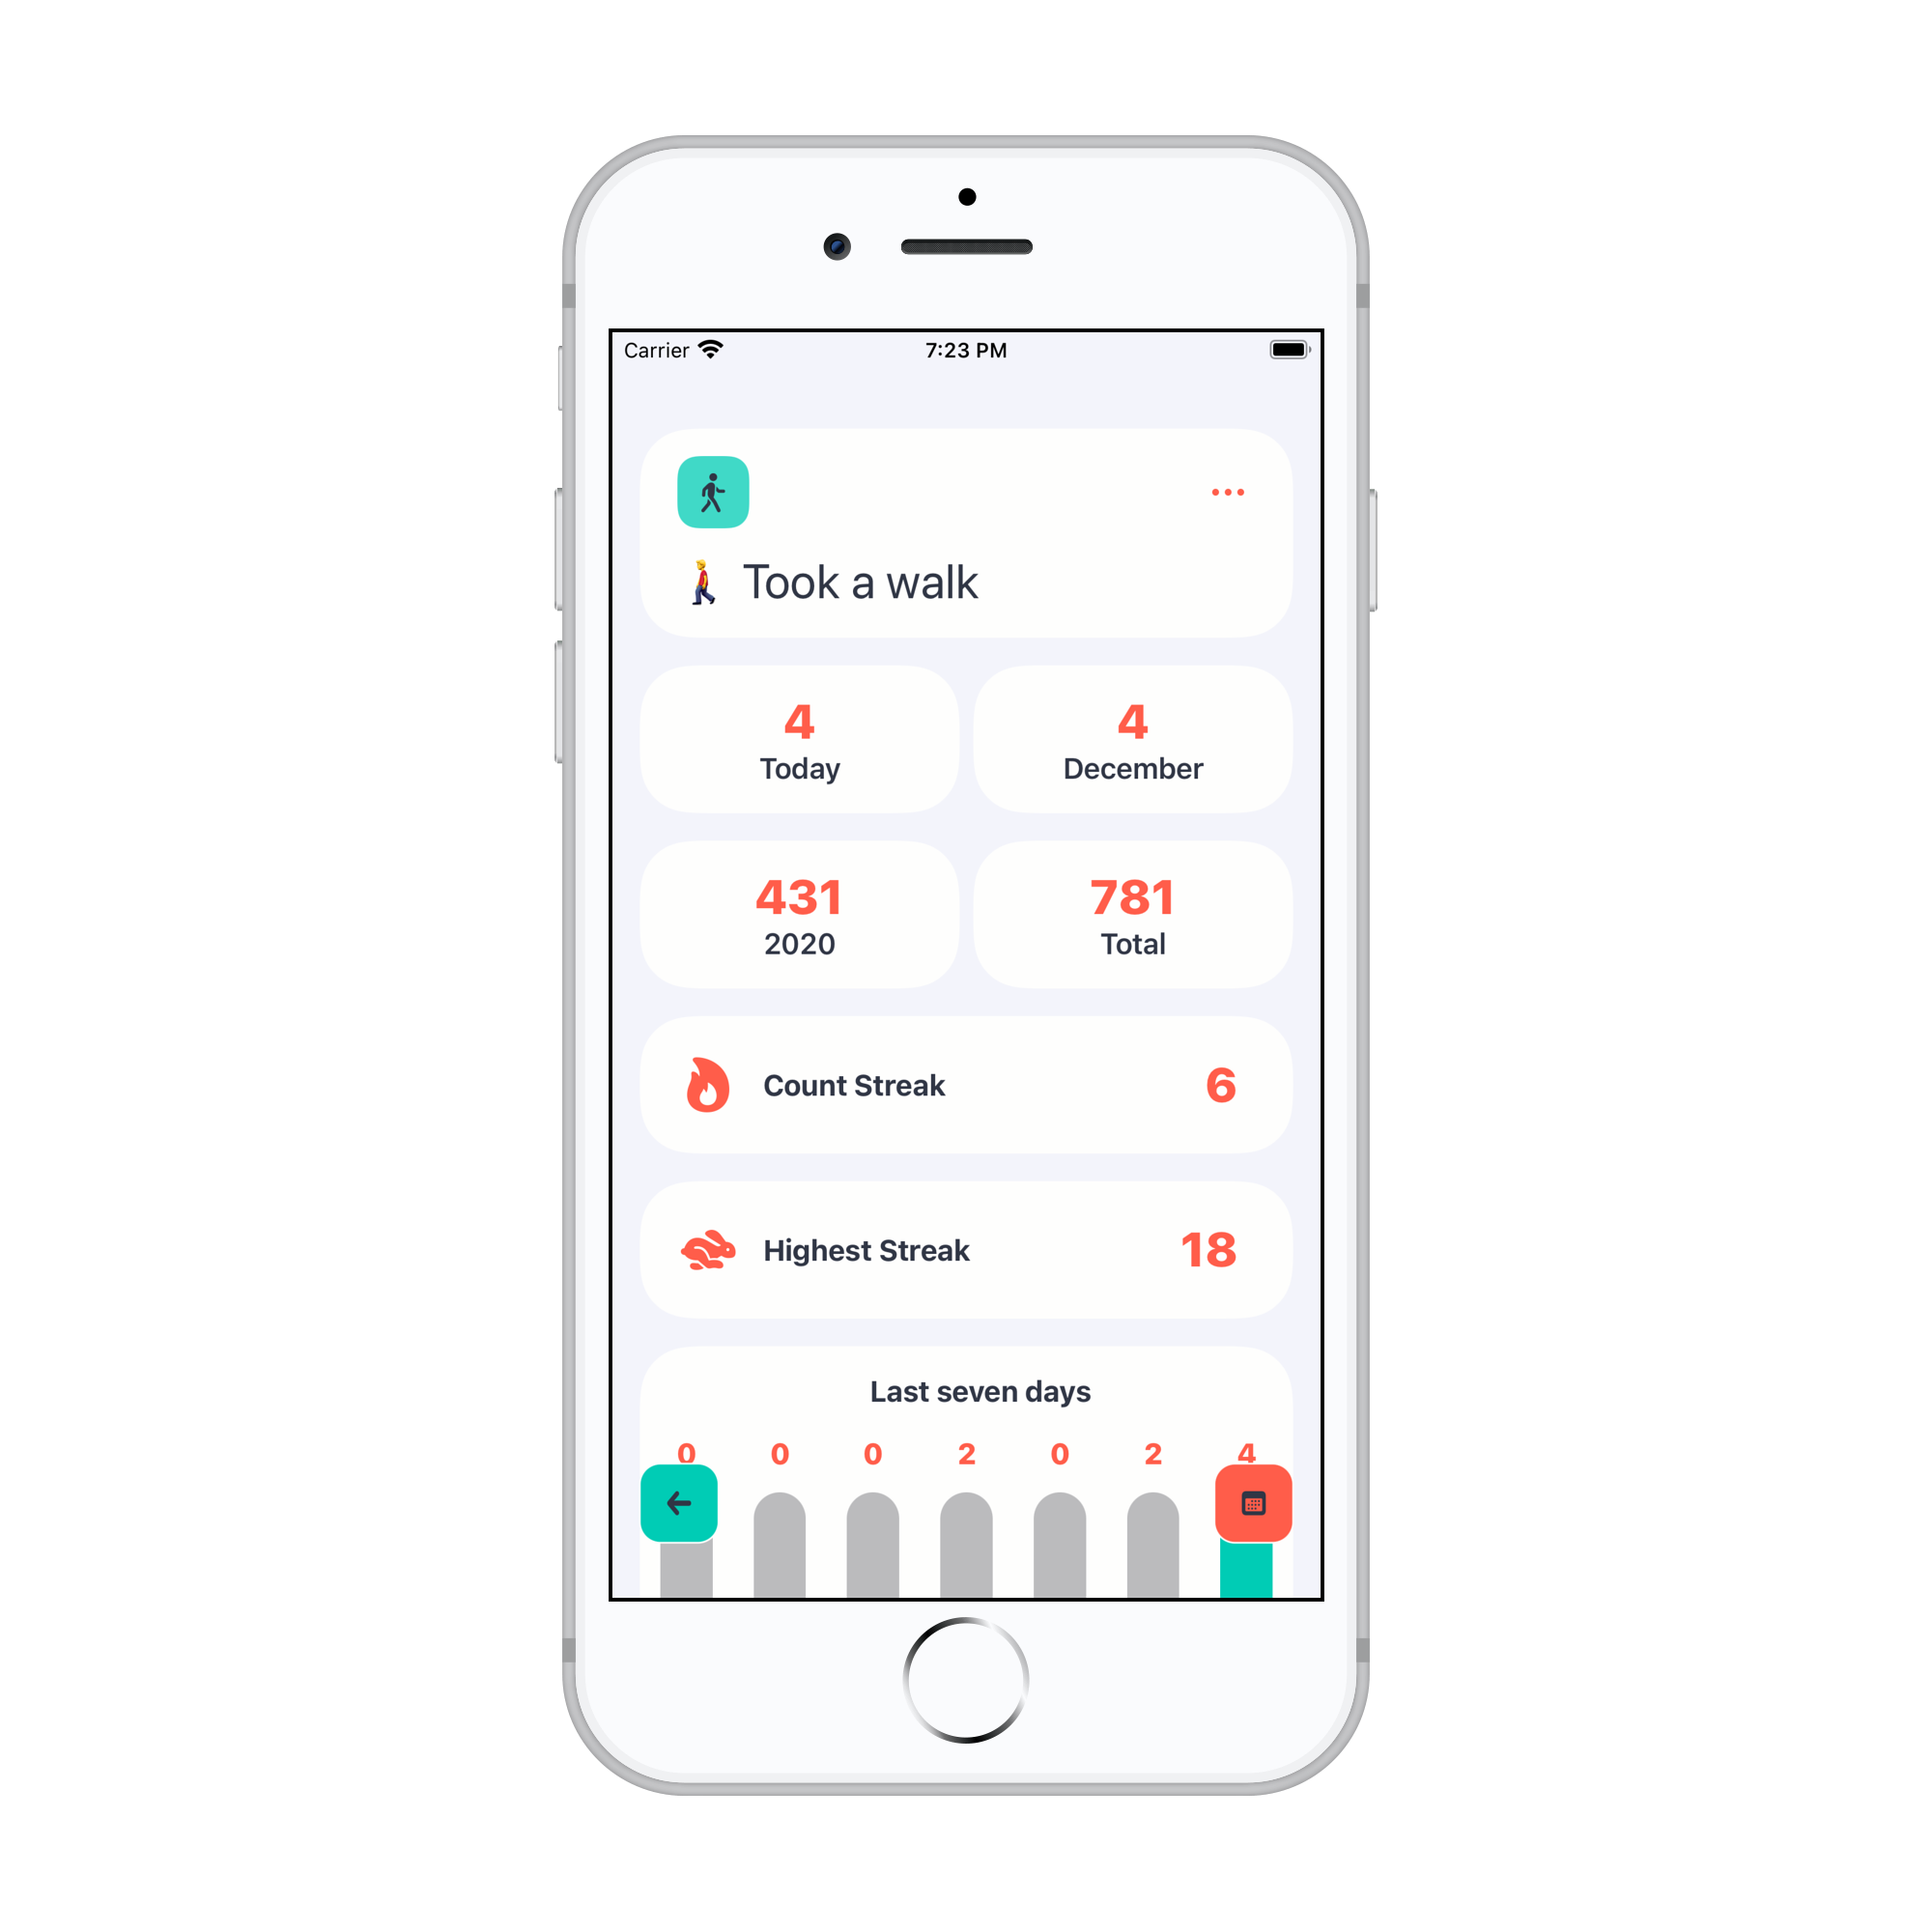 Carrier 7:23 PM
Took a walk
4 4
Today December
431 781
2020 Total
Count Streak 6
Highest Streak 18
Last seven days
0 0 0 2 0 2 4